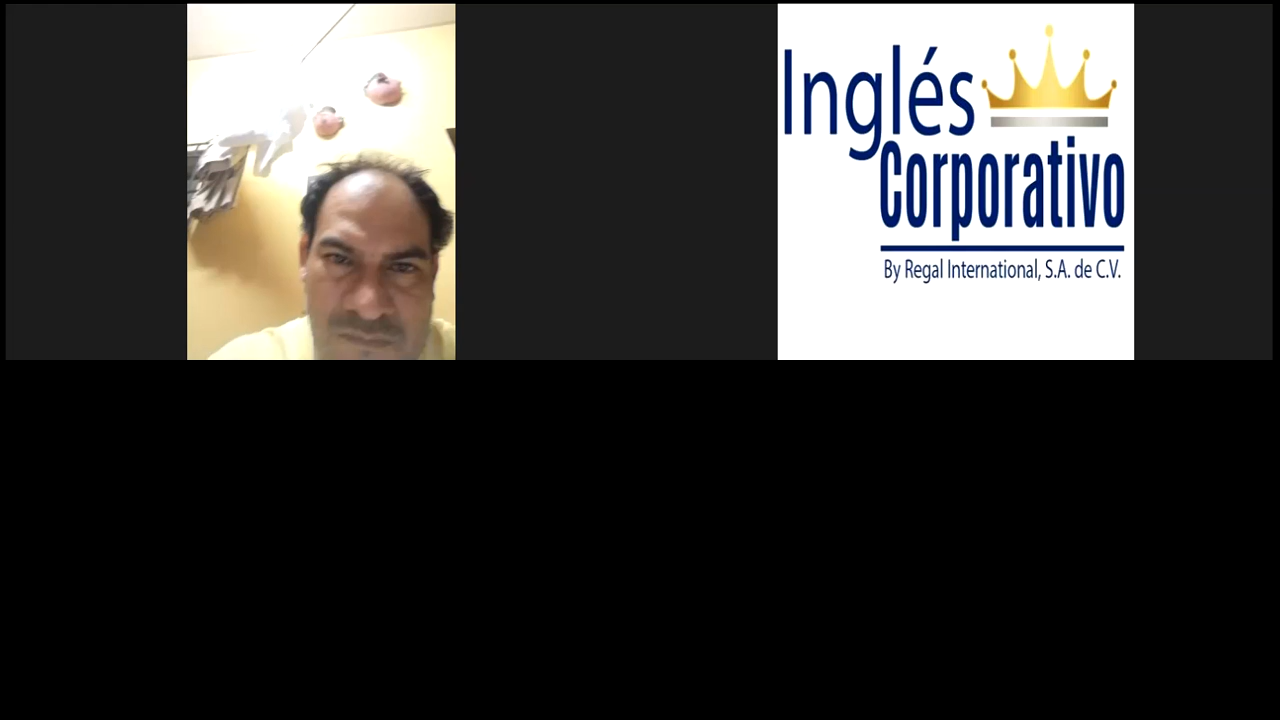 Inglés
Corporativo
By Regal International, S.A. de C.V.